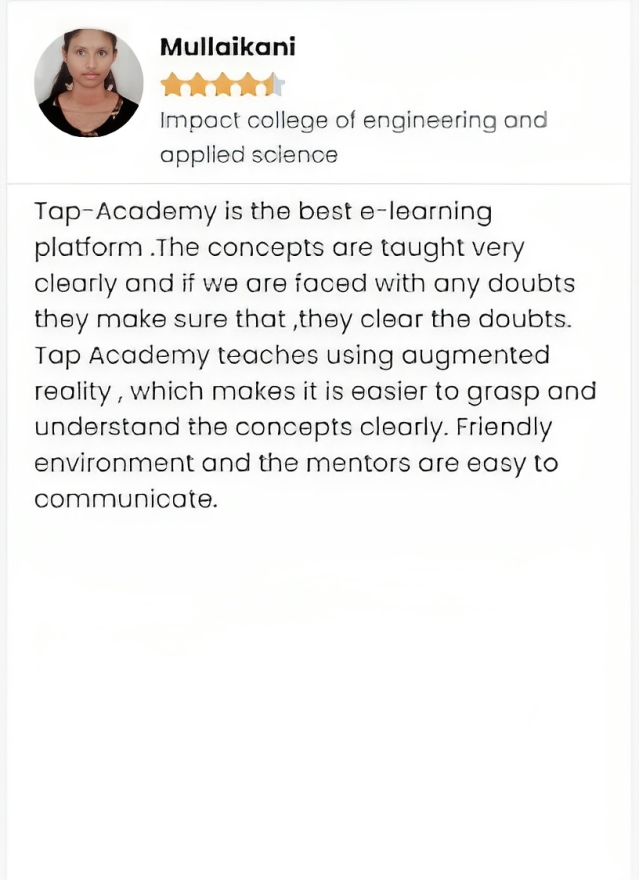 Mullaikani
Impact college of engineering and
applied science
Tap-Academy is the best e-learning
platform .The concepts are taught very
clearly and if we are faced with any doubts
they make sure that ,they clear the doubts.
Tap Academy teaches using augmented
reality , which makes it is easier to grasp and
understand the concepts clearly. Friendly
environment and the mentors are easy to
communicate.